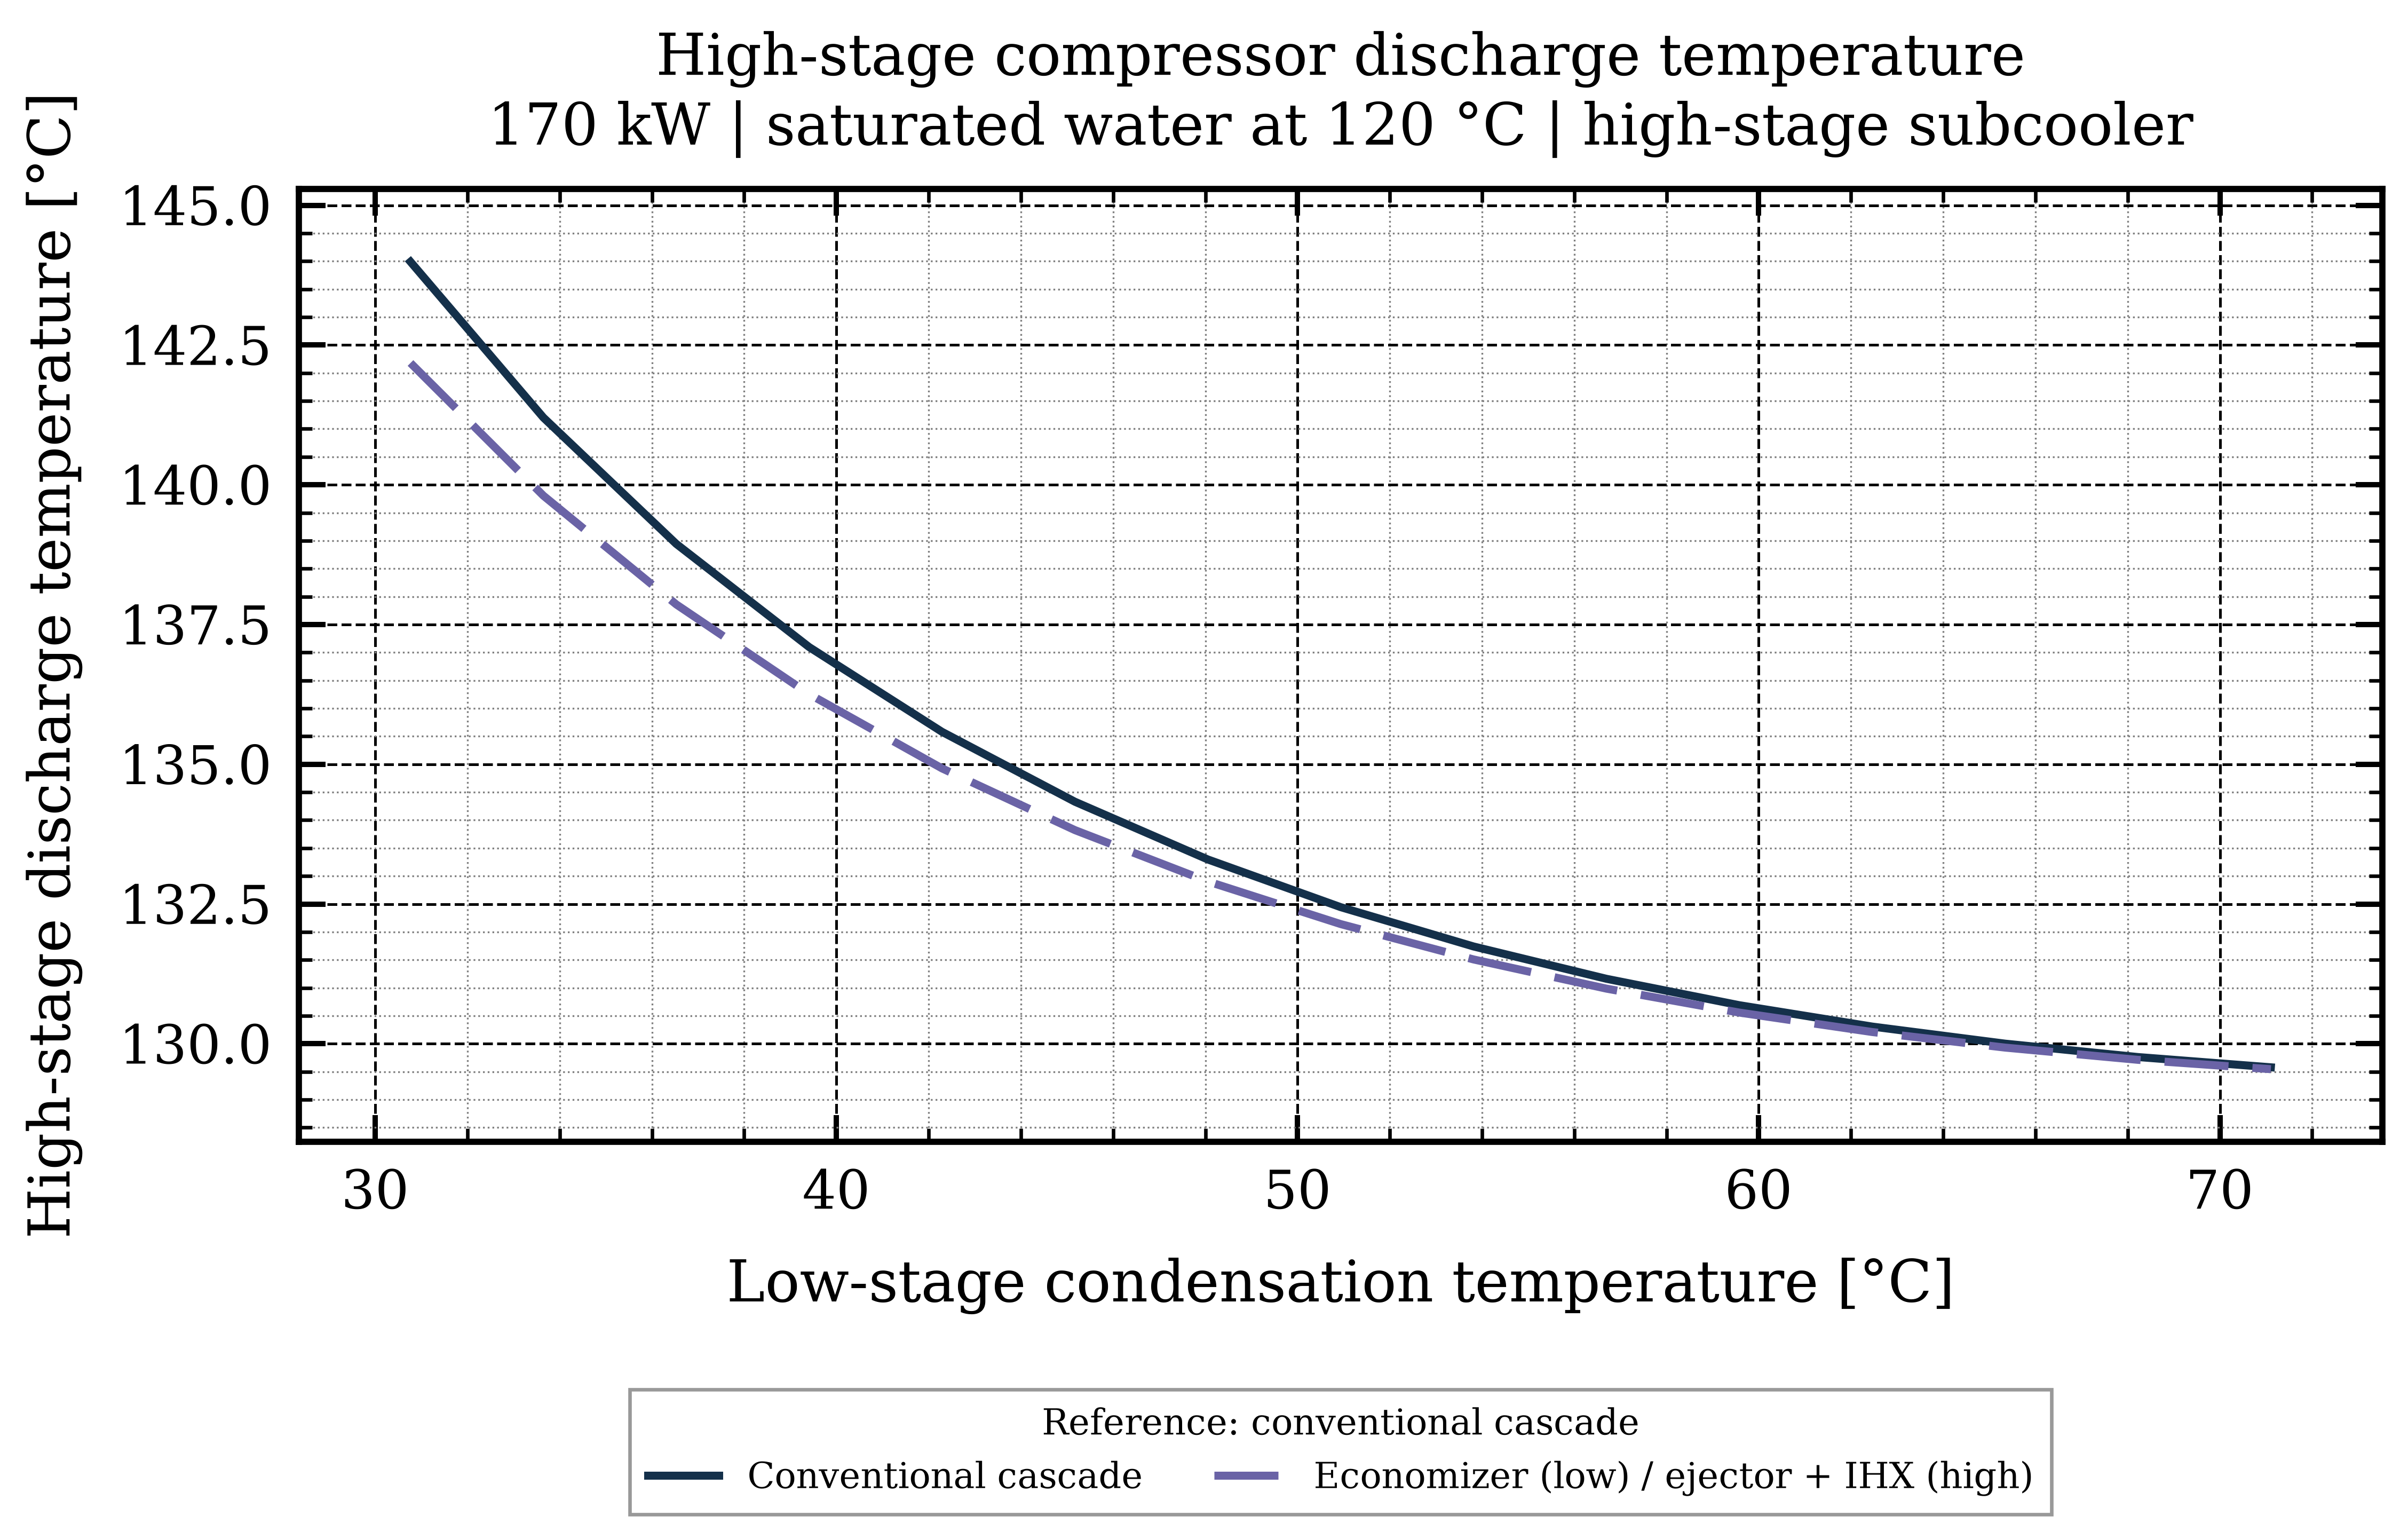 High-stage compressor discharge temperature
170 kW | saturated water at 120 °C | high-stage subcooler
High-stage discharge temperature [°C]
145.0
142.5
140.0
137.5
135.0
132.5
130.0
30 40 50 60 70
Low-stage condensation temperature [°C]
Reference: conventional cascade
Conventional cascade Economizer (low) / ejector + IHX (high)